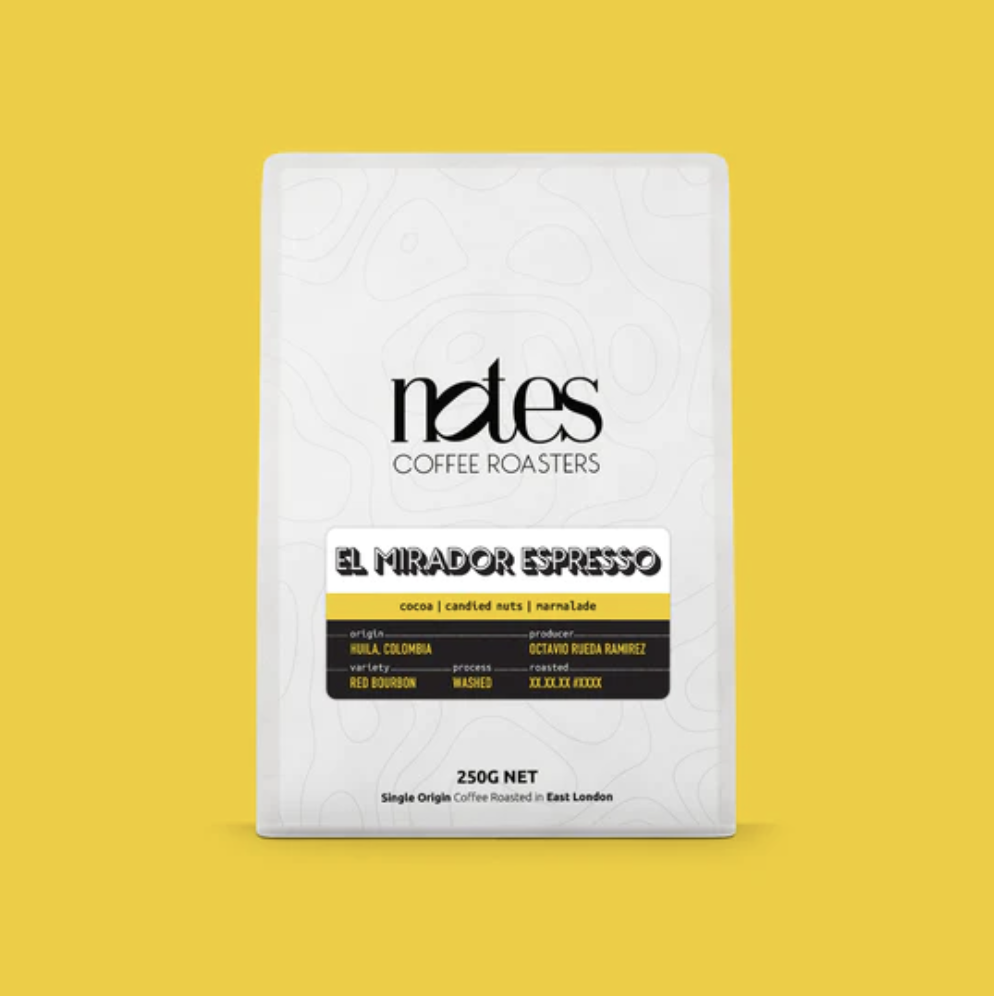 notes
COFFEE ROASTERS
EL MIRADOR ESPRESSO
cocoa | candied nuts | marmalade
origin producer
HUILA, COLOMBIA OCTAVIO RUEDA RAMIREZ
variety process roasted
RED BOURBON WASHED XX.XX.XX #XXXX
250G NET
Single Origin Coffee Roasted in East London